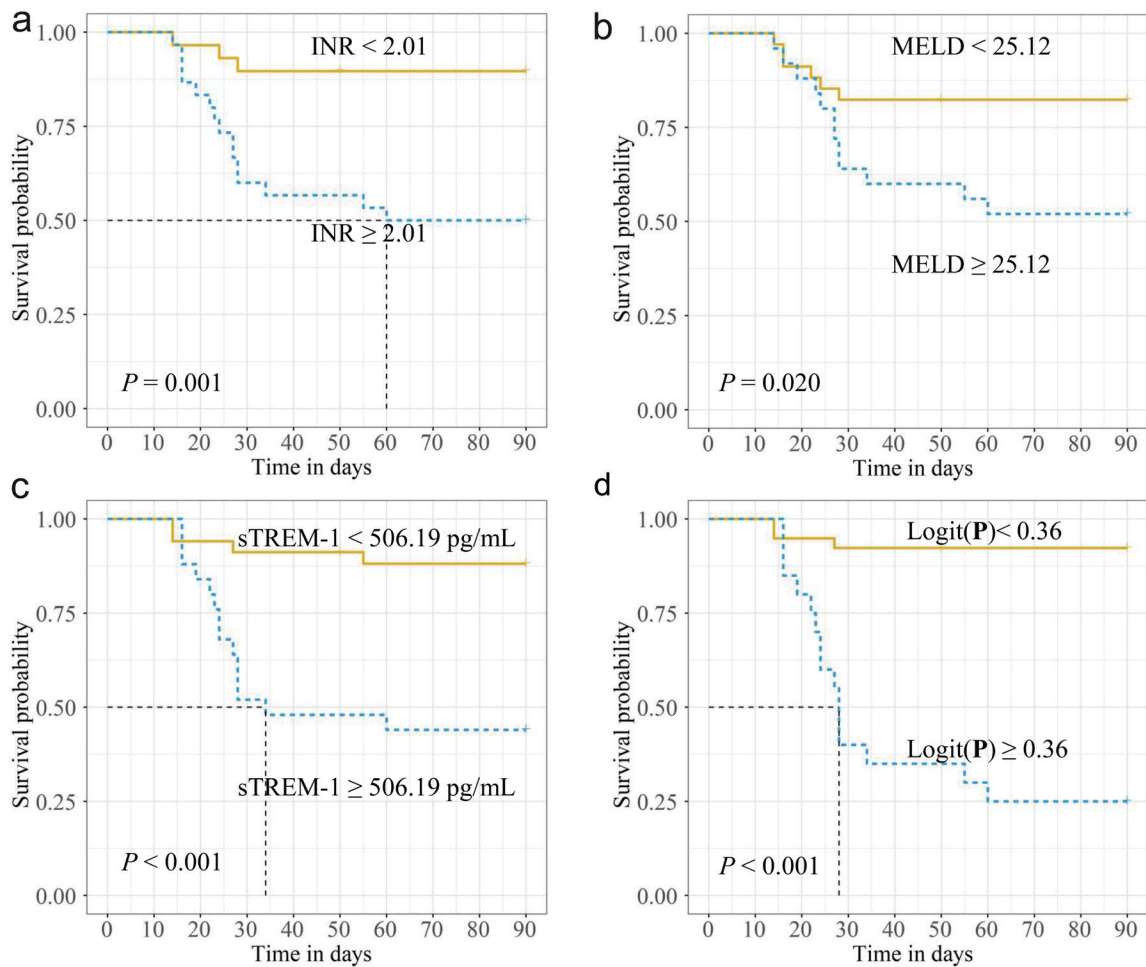 a
Survival probability
1.00
0.75
0.50
0.25
0.00
INR < 2.01
INR ≥ 2.01
P = 0.001
0 10 20 30 40 50 60 70 80 90
Time in days
b
Survival probability
1.00
0.75
0.50
0.25
0.00
MELD < 25.12
MELD ≥ 25.12
P = 0.020
0 10 20 30 40 50 60 70 80 90
Time in days
c
Survival probability
1.00
0.75
0.50
0.25
0.00
sTREM-1 < 506.19 pg/mL
sTREM-1 ≥ 506.19 pg/mL
P < 0.001
0 10 20 30 40 50 60 70 80 90
Time in days
d
Survival probability
1.00
0.75
0.50
0.25
0.00
Logit(P)< 0.36
Logit(P) ≥ 0.36
P < 0.001
0 10 20 30 40 50 60 70 80 90
Time in days